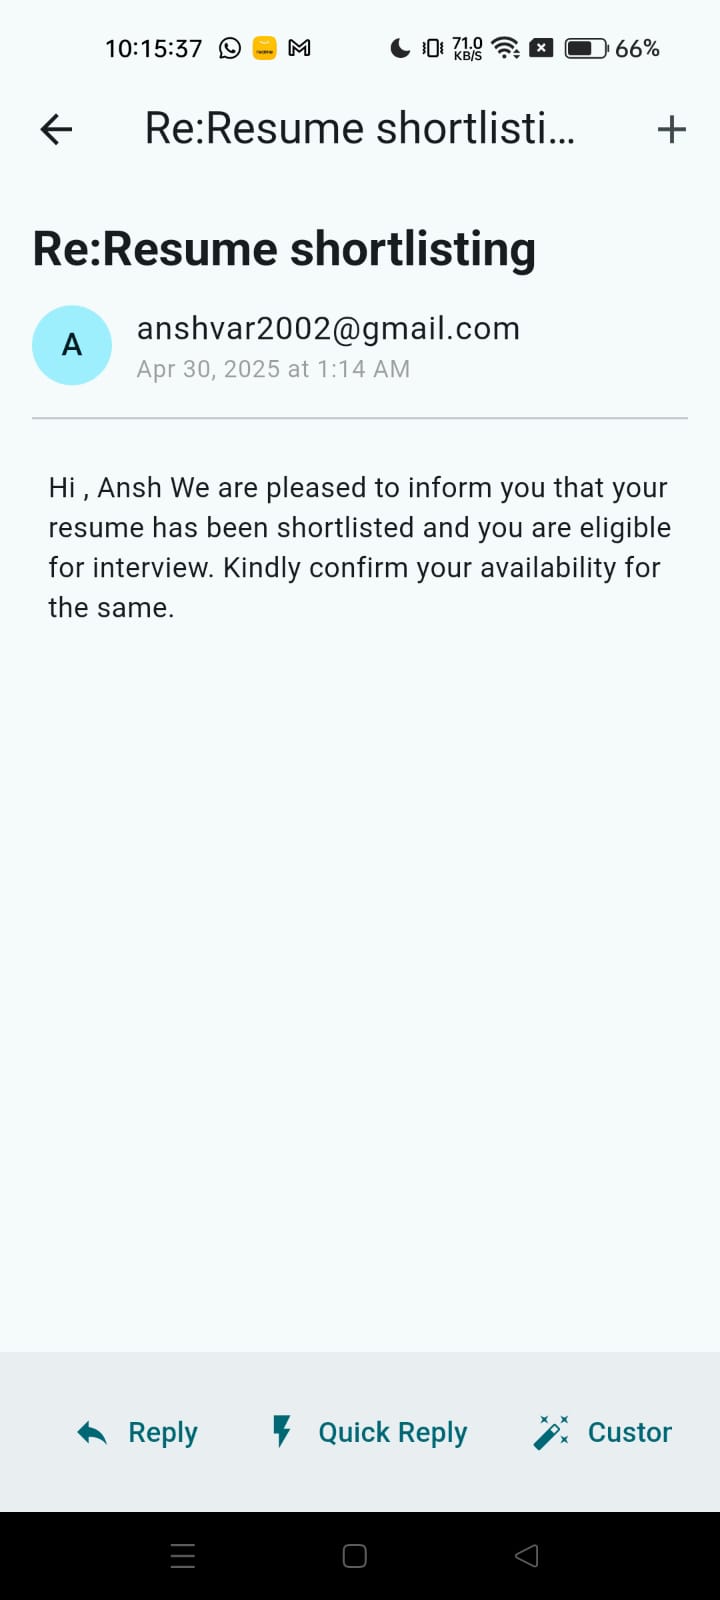 10:15:37 71.0 KB/S 66%
Re:Resume shortlisti...
Re:Resume shortlisting
A
anshvar2002@gmail.com
Apr 30, 2025 at 1:14 AM
Hi , Ansh We are pleased to inform you that your
resume has been shortlisted and you are eligible
for interview. Kindly confirm your availability for
the same.
Reply Quick Reply Custor